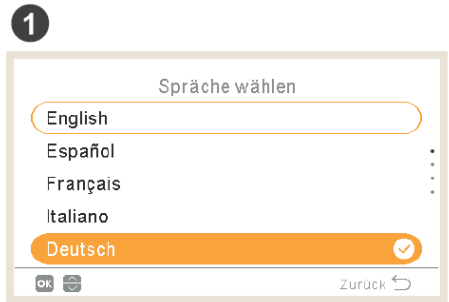 1
Spräche wählen
English
Español
Français
Italiano
Deutsch
OK Zurück